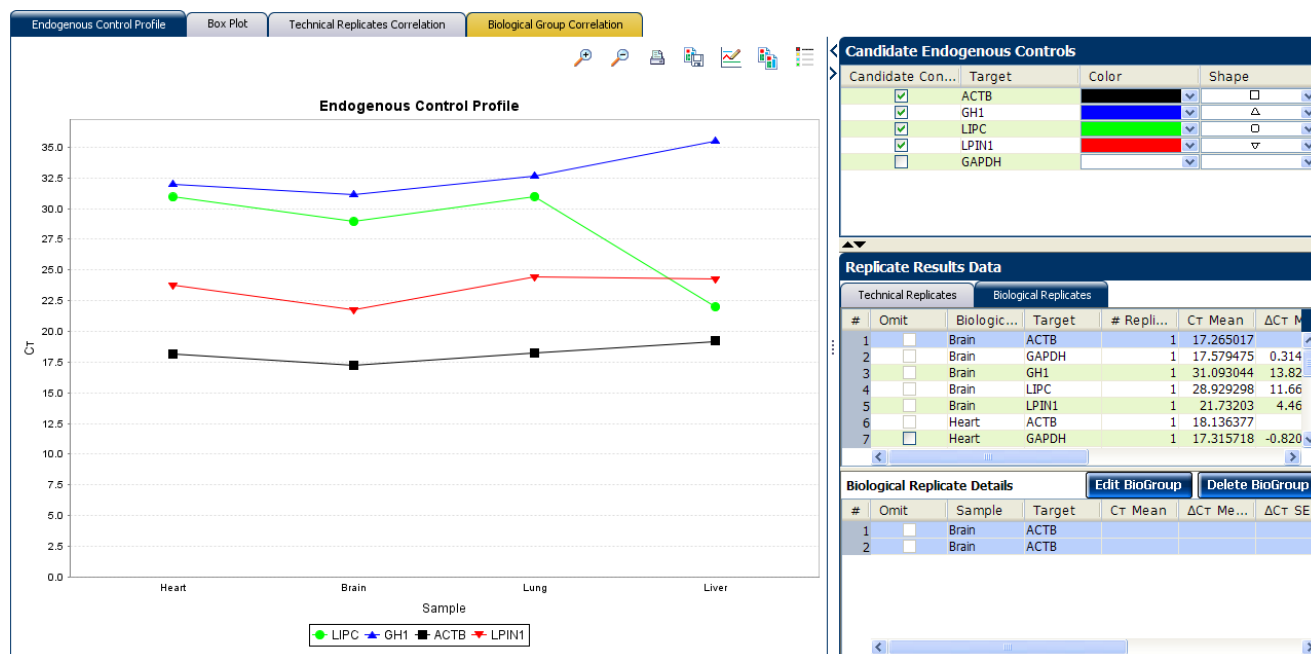 Endogenous Control Profile Box Plot Technical Replicates Correlation Biological Group Correlation
Endogenous Control Profile
35.0
32.5
30.0
27.5
25.0
22.5
20.0
17.5
15.0
12.5
10.0
7.5
5.0
2.5
0.0
CT
Heart Brain Lung Liver
Sample
LIPC GH1 ACTB LPIN1
Candidate Endogenous Controls
Candidate Con... Target Color Shape
ACTB
GH1
LIPC
LPIN1
GAPDH
Replicate Results Data
Technical Replicates Biological Replicates
# Omit Biologic... Target # Repli... CT Mean ΔCT M
1 Brain ACTB 1 17.265017
2 Brain GAPDH 1 17.579475 0.314
3 Brain GH1 1 31.093044 13.82
4 Brain LIPC 1 28.929298 11.66
5 Brain LPIN1 1 21.73203 4.46
6 Heart ACTB 1 18.136377
7 Heart GAPDH 1 17.315718 -0.820
Biological Replicate Details Edit BioGroup Delete BioGroup
# Omit Sample Target CT Mean ΔCT Me... ΔCT SE
1 Brain ACTB
2 Brain ACTB